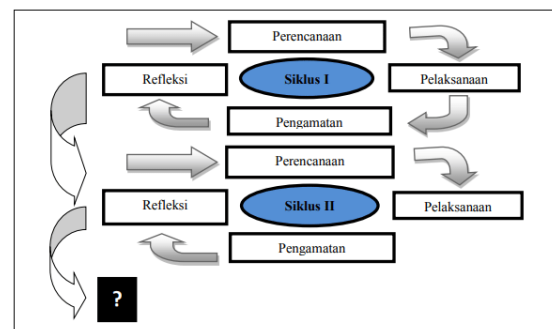 Perencanaan
Refleksi
Siklus I
Pelaksanaan
Pengamatan
Perencanaan
Refleksi
Siklus II
Pelaksanaan
Pengamatan
?